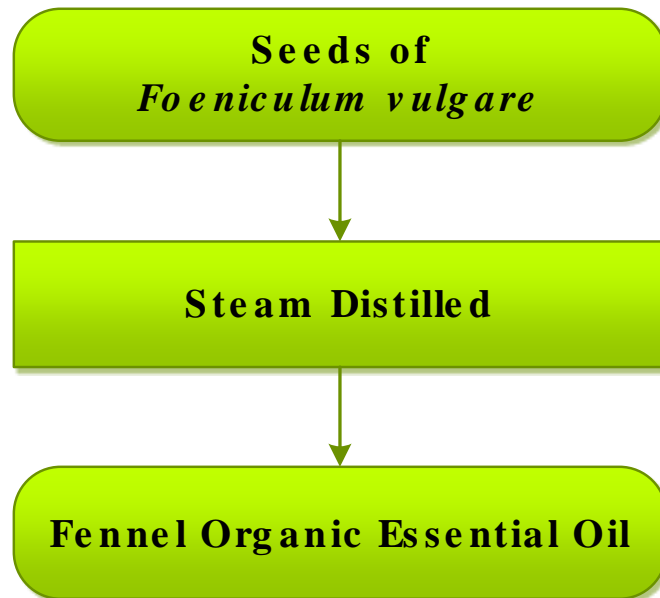 Seeds of
Foeniculum vulgare
Steam Distilled
Fennel Organic Essential Oil